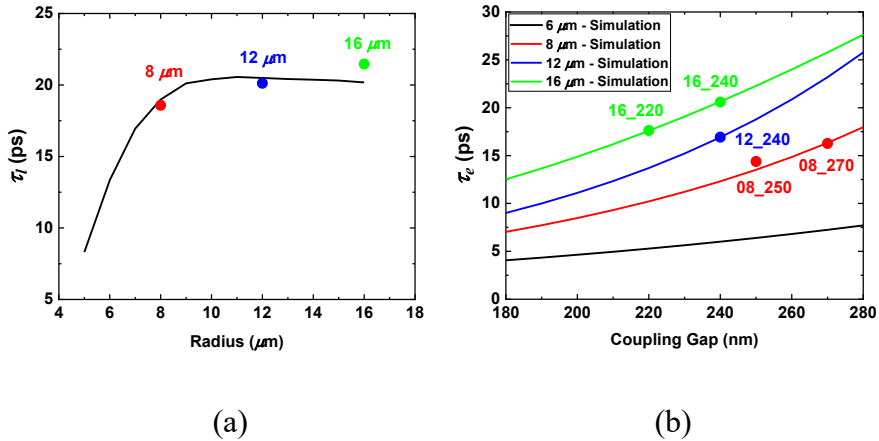 16 μm
12 μm
8 μm
25
20
15
10
5
τl (ps)
4 6 8 10 12 14 16 18
Radius (μm)
(a)
6 μm - Simulation
8 μm - Simulation
12 μm - Simulation
16 μm - Simulation
16_240
16_220
12_240
08_270
08_250
30
25
20
15
10
5
0
τe (ps)
180 200 220 240 260 280
Coupling Gap (nm)
(b)